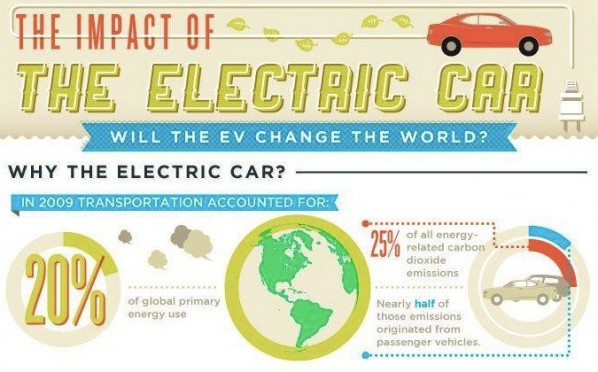 THE IMPACT OF
THE ELECTRIC CAR
WILL THE EV CHANGE THE WORLD?
WHY THE ELECTRIC CAR?
IN 2009 TRANSPORTATION ACCOUNTED FOR:
20%
of global primary
energy use
25%
of all energy-
related carbon
dioxide
emissions
Nearly half of
those emissions
originated from
passenger vehicles.